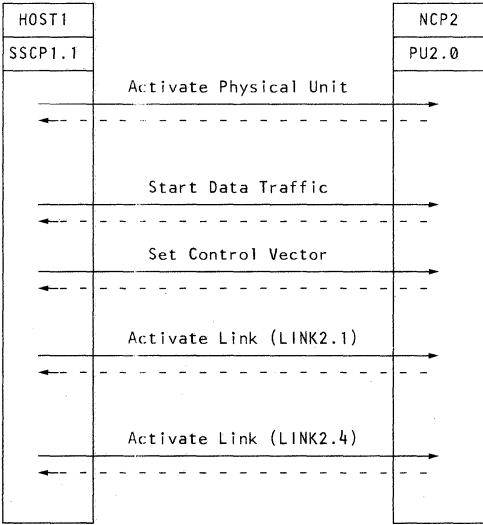 HOST1
NCP2
SSCP1.1
PU2.0
Activate Physical Unit
Start Data Traffic
Set Control Vector
Activate Link (LINK2.1)
Activate Link (LINK2.4)